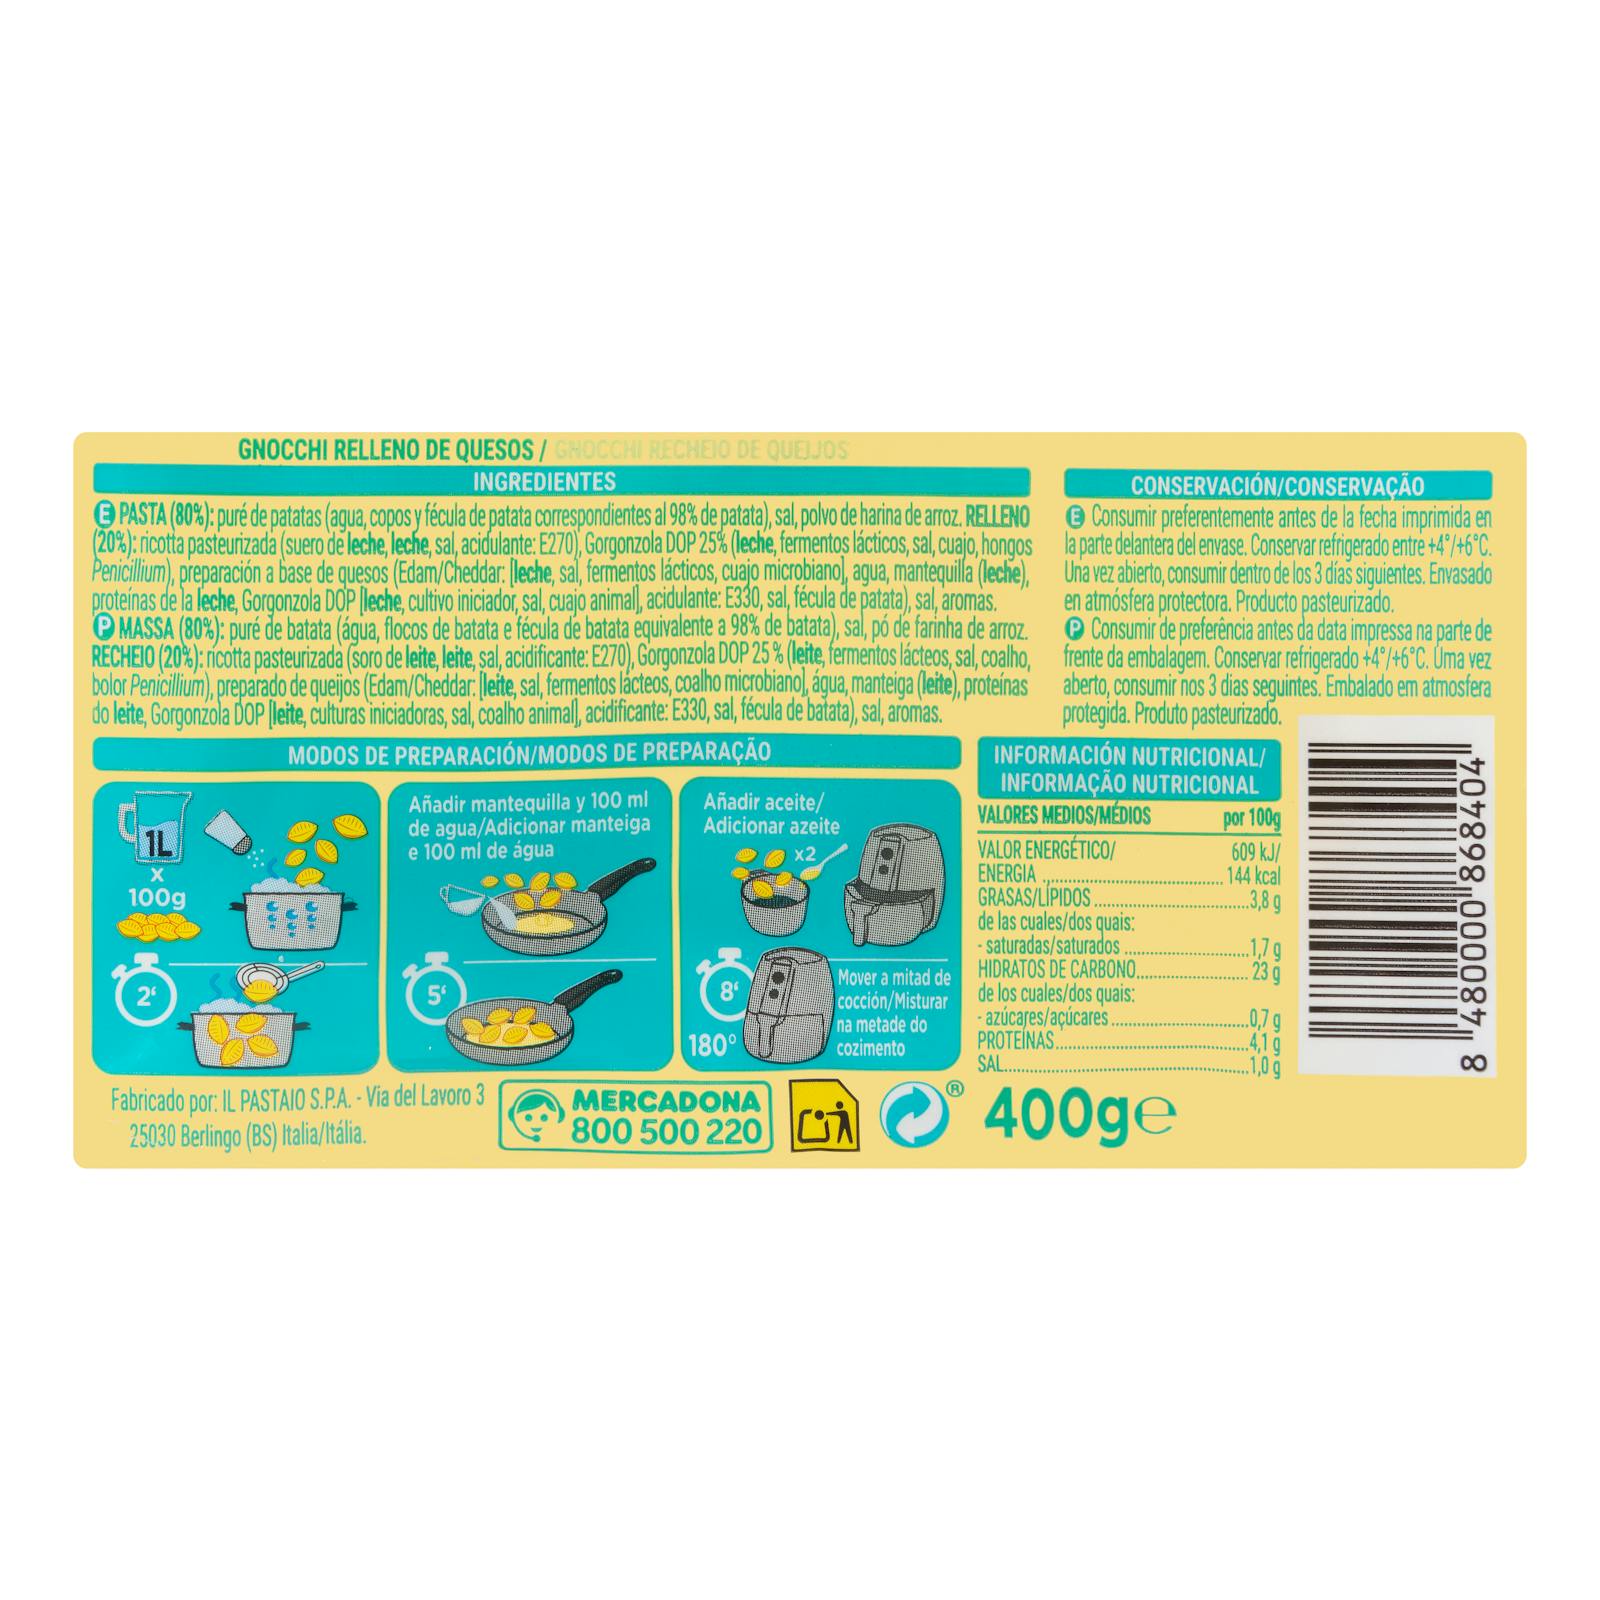 GNOCCHI RELLENO DE QUESOS / GNOCCHI RECHEIO DE QUEIJOS
INGREDIENTES
E PASTA (80%): puré de patatas (agua, copos y fécula de patata correspondientes al 98% de patata), sal, polvo de harina de arroz. RELLENO
(20%): ricotta pasteurizada (suero de leche, leche, sal, acidulante: E270), Gorgonzola DOP 25% (leche, fermentos lácticos, sal, cuajo, hongos
Penicillium), preparación a base de quesos (Edam/Cheddar: [leche, sal, fermentos lácticos, cuajo microbiano], agua, mantequilla (leche),
proteínas de la leche, Gorgonzola DOP [leche, cultivo iniciador, sal, cuajo animal], acidulante: E330, sal, fécula de patata), sal, aromas.
P MASSA (80%): puré de batata (água, flocos de batata e fécula de batata equivalente a 98% de batata), sal, pó de farinha de arroz.
RECHEIO (20%): ricotta pasteurizada (soro de leite, leite, sal, acidificante: E270), Gorgonzola DOP 25 % (leite, fermentos lácteos, sal, coalho,
bolor Penicillium), preparado de queijos (Edam/Cheddar: [leite, sal, fermentos lácteos, coalho microbiano], água, manteiga (leite), proteínas
do leite, Gorgonzola DOP [leite, culturas iniciadoras, sal, coalho animal], acidificante: E330, sal, fécula de batata), sal, aromas.
CONSERVACIÓN/CONSERVAÇÃO
E Consumir preferentemente antes de la fecha imprimida en
la parte delantera del envase. Conservar refrigerado entre +4°/+6°C.
Una vez abierto, consumir dentro de los 3 días siguientes. Envasado
en atmósfera protectora. Producto pasteurizado.
P Consumir de preferência antes da data impressa na parte de
frente da embalagem. Conservar refrigerado +4°/+6°C. Uma vez
aberto, consumir nos 3 dias seguintes. Embalado em atmosfera
protegida. Produto pasteurizado.
MODOS DE PREPARACIÓN/MODOS DE PREPARAÇÃO
1L
x
100g
2‘
Añadir mantequilla y 100 ml
de agua/Adicionar manteiga
e 100 ml de água
5‘
Añadir aceite/
Adicionar azeite
x2
8‘
180°
Mover a mitad de
cocción/Misturar
na metade do
cozimento
INFORMACIÓN NUTRICIONAL/
INFORMAÇÃO NUTRICIONAL
VALORES MEDIOS/MÉDIOS por 100g
VALOR ENERGÉTICO/ 609 kJ/
ENERGIA ........ 144 kcal
GRASAS/LÍPIDOS ........ 3,8 g
de las cuales/dos quais:
- saturadas/saturados ........ 1,7 g
HIDRATOS DE CARBONO ........ 23 g
de los cuales/dos quais:
- azúcares/açúcares ........ 0,7 g
PROTEÍNAS ........ 4,1 g
SAL ........ 1,0 g
8 480000 868404
Fabricado por: IL PASTAIO S.P.A. - Via del Lavoro 3
25030 Berlingo (BS) Italia/Itália.
MERCADONA
800 500 220
®
400g e